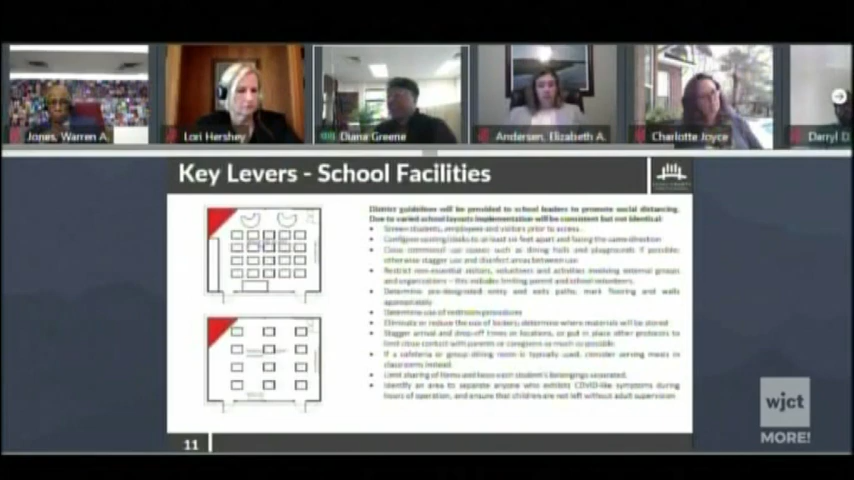 Jones, Warren A.
Lori Hershey
Diana Greene
Andersen, Elizabeth A.
Charlotte Joyce
Derryl D.
Key Levers - School Facilities
District guidelines will be provided to school leaders to promote social distancing.
Due to varied school layouts implementation will be consistent but not identical:
• Screen students, employees and visitors prior to access.
• Configure seating/desks to at least six feet apart and facing the same direction
• Close communal use spaces such as dining halls and playgrounds if possible;
otherwise stagger use and disinfect areas between use
• Restrict non-essential visitors, volunteers and activities involving external groups
and organizations – this includes limiting parent and school volunteers.
• Determine pre-designated entry and exits paths; mark flooring and walls
appropriately
• Determine use of restroom procedures
• Eliminate or reduce the use of lockers; determine where materials will be stored
• Stagger arrival and drop-off times or locations, or put in place other protocols to
limit close contact with parents or caregivers as much as possible
• If a cafeteria or group dining room is typically used, consider serving meals in
classrooms instead.
• Limit sharing of items and keep each student's belongings separated.
• Identify an area to separate anyone who exhibits COVID-like symptoms during
hours of operation, and ensure that children are not left without adult supervision
11
wjct
MORE!